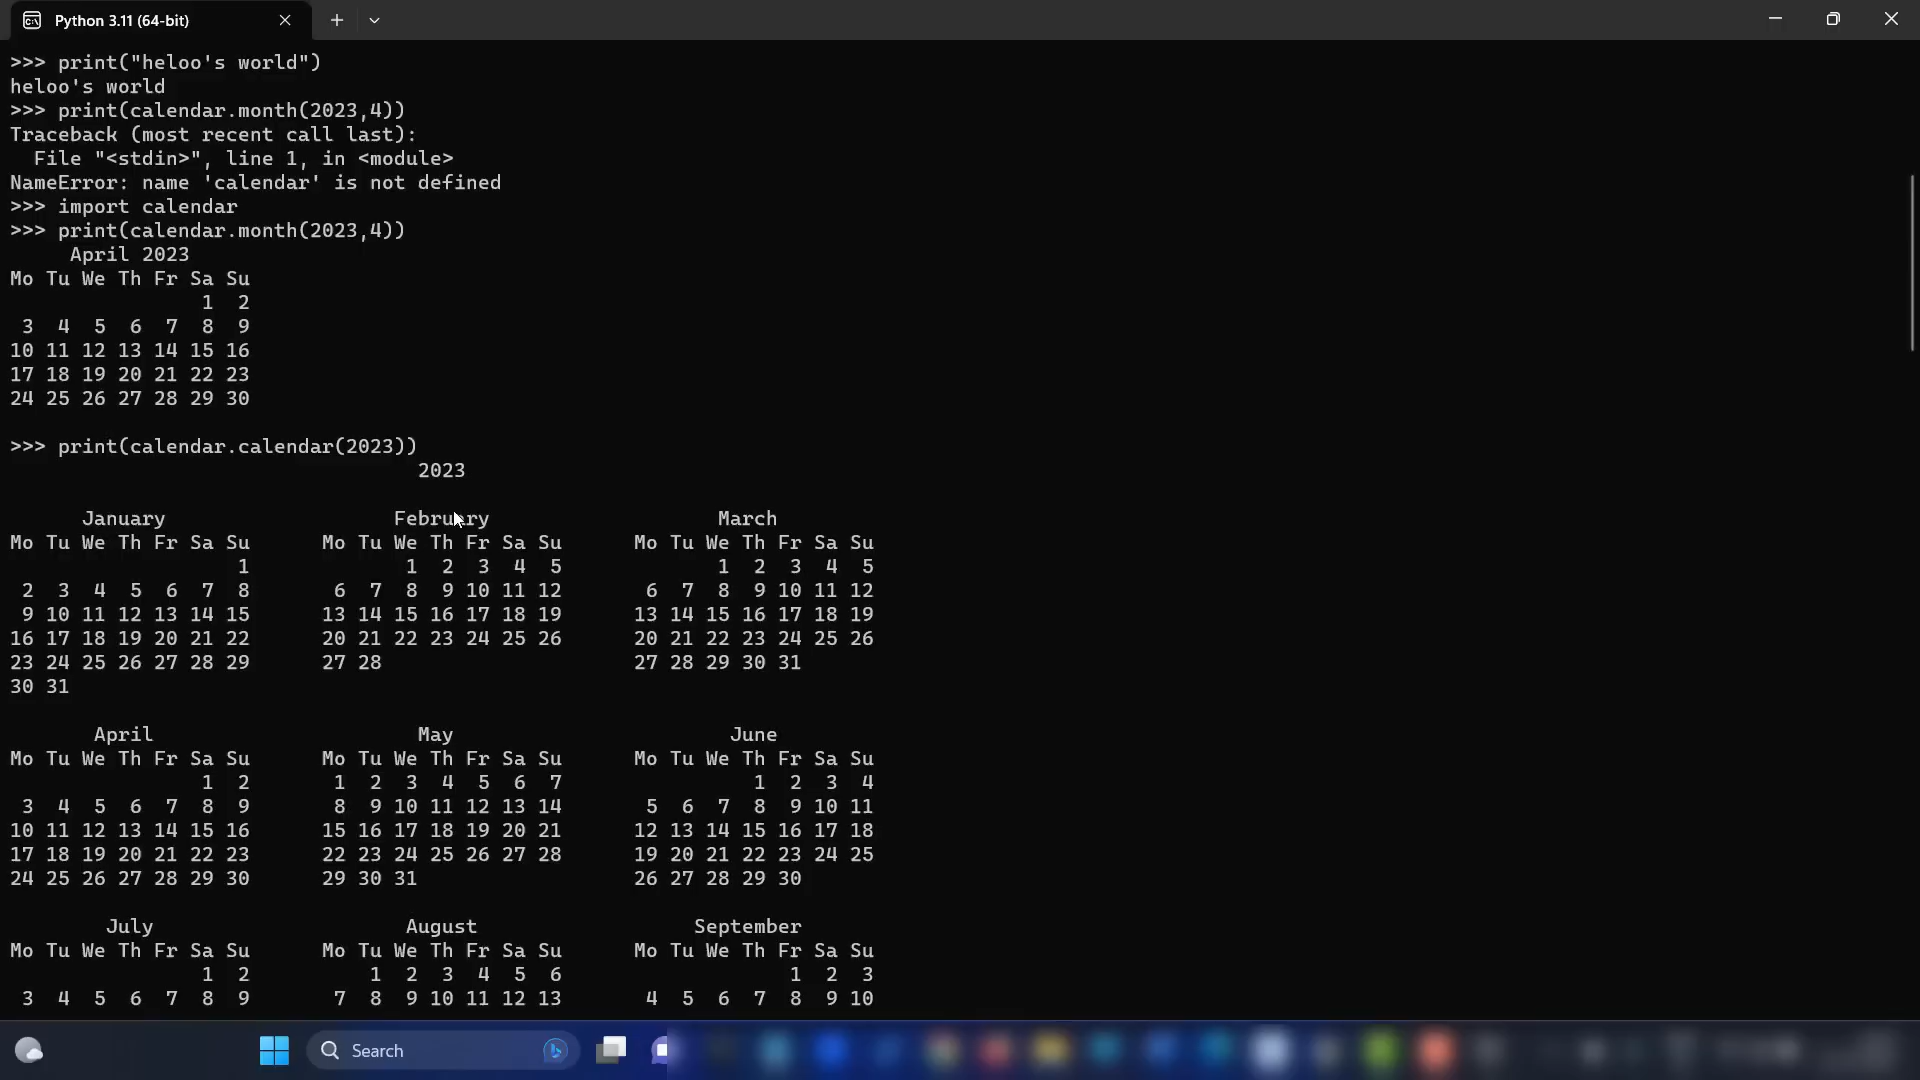 Python 3.11 (64-bit)
>>> print("heloo's world")
heloo's world
>>> print(calendar.month(2023,4))
Traceback (most recent call last):
  File "<stdin>", line 1, in <module>
NameError: name 'calendar' is not defined
>>> import calendar
>>> print(calendar.month(2023,4))
     April 2023
Mo Tu We Th Fr Sa Su
                1  2
 3  4  5  6  7  8  9
10 11 12 13 14 15 16
17 18 19 20 21 22 23
24 25 26 27 28 29 30
>>> print(calendar.calendar(2023))
                                  2023
      January                   February                   March
Mo Tu We Th Fr Sa Su      Mo Tu We Th Fr Sa Su      Mo Tu We Th Fr Sa Su
                   1             1  2  3  4  5             1  2  3  4  5
 2  3  4  5  6  7  8       6  7  8  9 10 11 12       6  7  8  9 10 11 12
 9 10 11 12 13 14 15      13 14 15 16 17 18 19      13 14 15 16 17 18 19
16 17 18 19 20 21 22      20 21 22 23 24 25 26      20 21 22 23 24 25 26
23 24 25 26 27 28 29      27 28                     27 28 29 30 31
30 31
       April                      May                       June
Mo Tu We Th Fr Sa Su      Mo Tu We Th Fr Sa Su      Mo Tu We Th Fr Sa Su
                1  2       1  2  3  4  5  6  7                1  2  3  4
 3  4  5  6  7  8  9       8  9 10 11 12 13 14       5  6  7  8  9 10 11
10 11 12 13 14 15 16      15 16 17 18 19 20 21      12 13 14 15 16 17 18
17 18 19 20 21 22 23      22 23 24 25 26 27 28      19 20 21 22 23 24 25
24 25 26 27 28 29 30      29 30 31                  26 27 28 29 30
        July                     August                  September
Mo Tu We Th Fr Sa Su      Mo Tu We Th Fr Sa Su      Mo Tu We Th Fr Sa Su
                1  2          1  2  3  4  5  6                   1  2  3
 3  4  5  6  7  8  9       7  8  9 10 11 12 13       4  5  6  7  8  9 10
Search